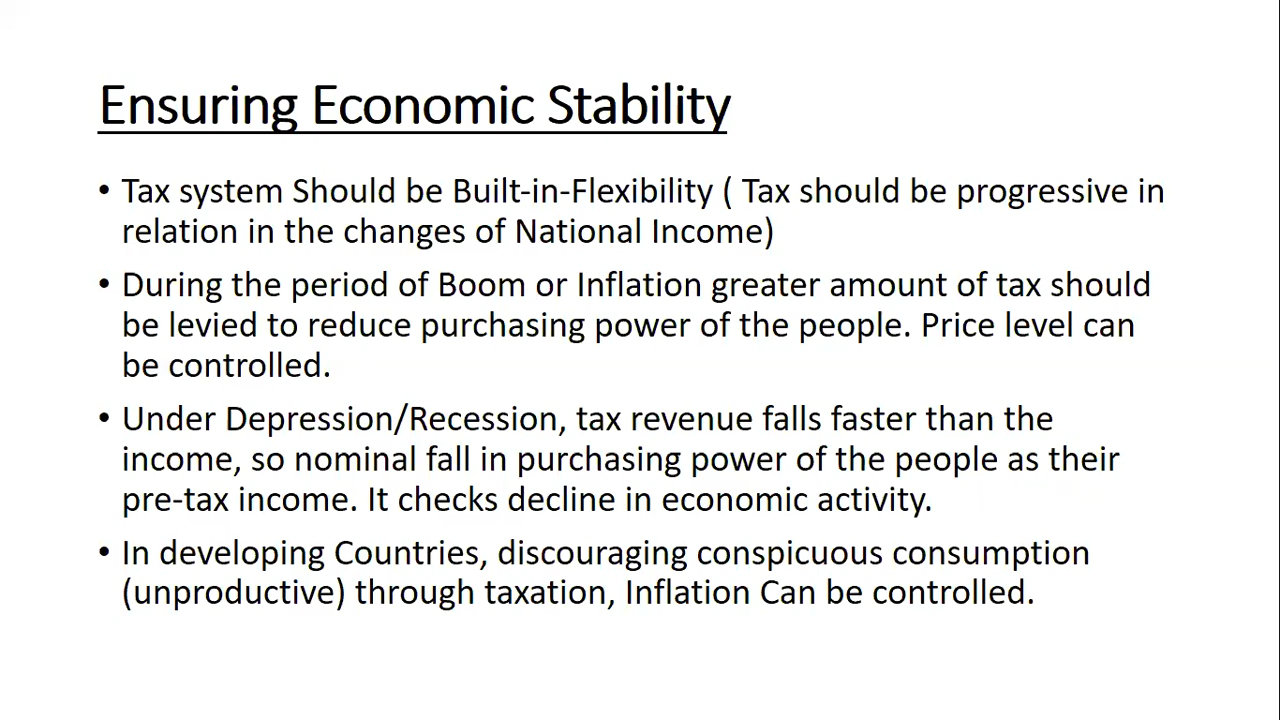 Ensuring Economic Stability
• Tax system Should be Built-in-Flexibility ( Tax should be progressive in
relation in the changes of National Income)
• During the period of Boom or Inflation greater amount of tax should
be levied to reduce purchasing power of the people. Price level can
be controlled.
• Under Depression/Recession, tax revenue falls faster than the
income, so nominal fall in purchasing power of the people as their
pre-tax income. It checks decline in economic activity.
• In developing Countries, discouraging conspicuous consumption
(unproductive) through taxation, Inflation Can be controlled.